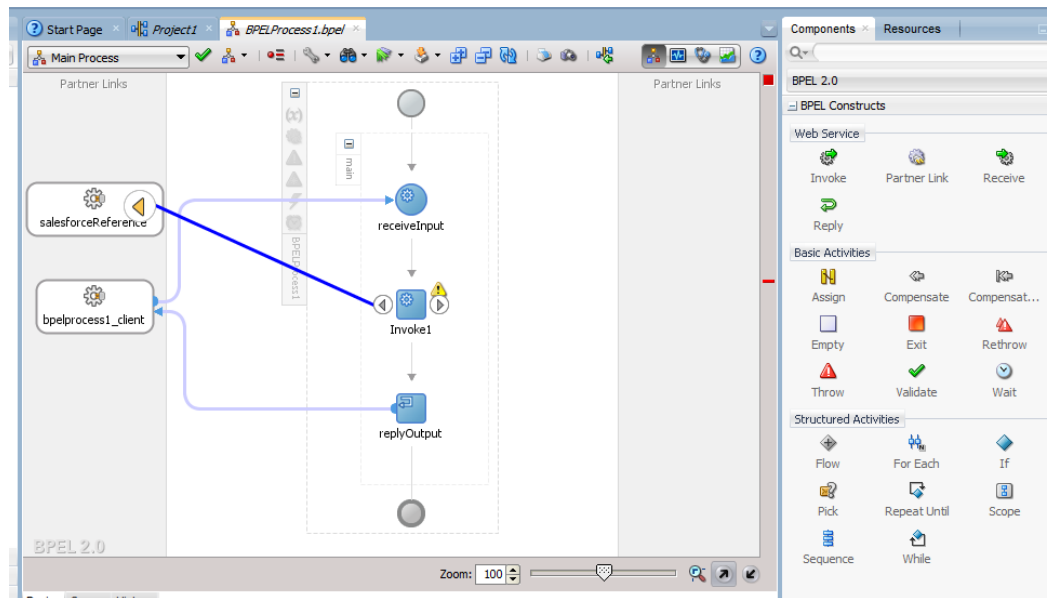 Start Page
Project1
BPELProcess1.bpel
Components
Resources
Main Process
BPEL 2.0
BPEL Constructs
Partner Links
Partner Links
Web Service
Invoke
Partner Link
Receive
Reply
Basic Activities
Assign
Compensate
Compensat...
Empty
Exit
Rethrow
Throw
Validate
Wait
Structured Activities
Flow
For Each
If
Pick
Repeat Until
Scope
Sequence
While
(x)
main
BPELProcess1
salesforceReference
receiveInput
bpelprocess1_client
Invoke1
replyOutput
BPEL 2.0
Zoom: 100